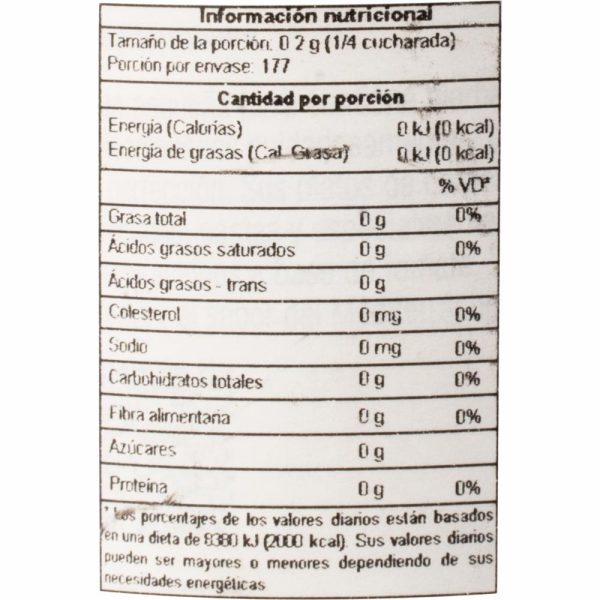 Información nutricional
Tamaño de la porción: 0 2 g (1/4 cucharada)
Porción por envase: 177
Cantidad por porción
Energía (Calorías) 0 kJ (0 kcal)
Energía de grasas (Cal. Grasa) 0 kJ (0 kcal)
% VD*
Grasa total 0 g 0%
Ácidos grasos saturados 0 g 0%
Ácidos grasos - trans 0 g
Colesterol 0 mg 0%
Sodio 0 mg 0%
Carbohidratos totales 0 g 0%
Fibra alimentaria 0 g 0%
Azúcares 0 g
Proteína 0 g 0%
* Los porcentajes de los valores diarios están basados
en una dieta de 8380 kJ (2000 kcal). Sus valores diarios
pueden ser mayores o menores dependiendo de sus
necesidades energéticas